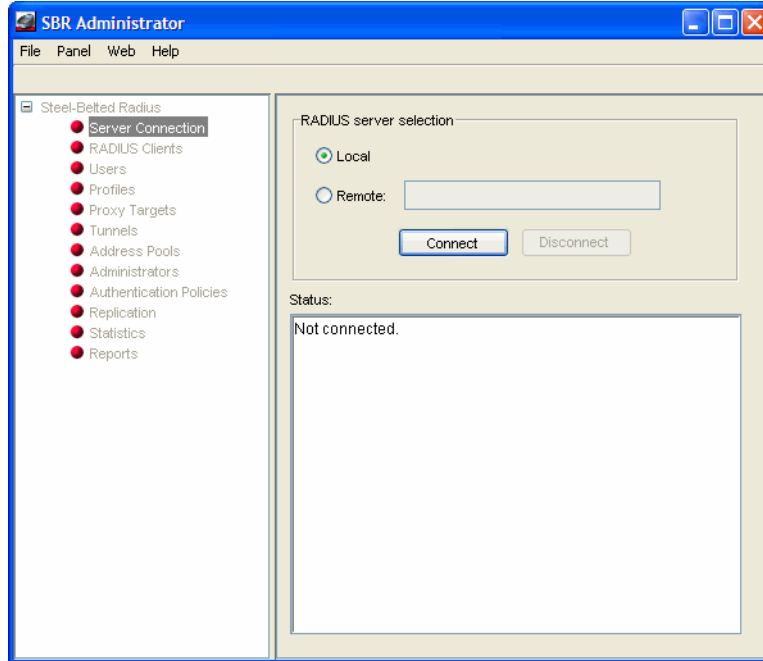 SBR Administrator
File Panel Web Help
Steel-Belted Radius
Server Connection
RADIUS Clients
Users
Profiles
Proxy Targets
Tunnels
Address Pools
Administrators
Authentication Policies
Replication
Statistics
Reports
RADIUS server selection
Local
Remote:
Connect Disconnect
Status:
Not connected.